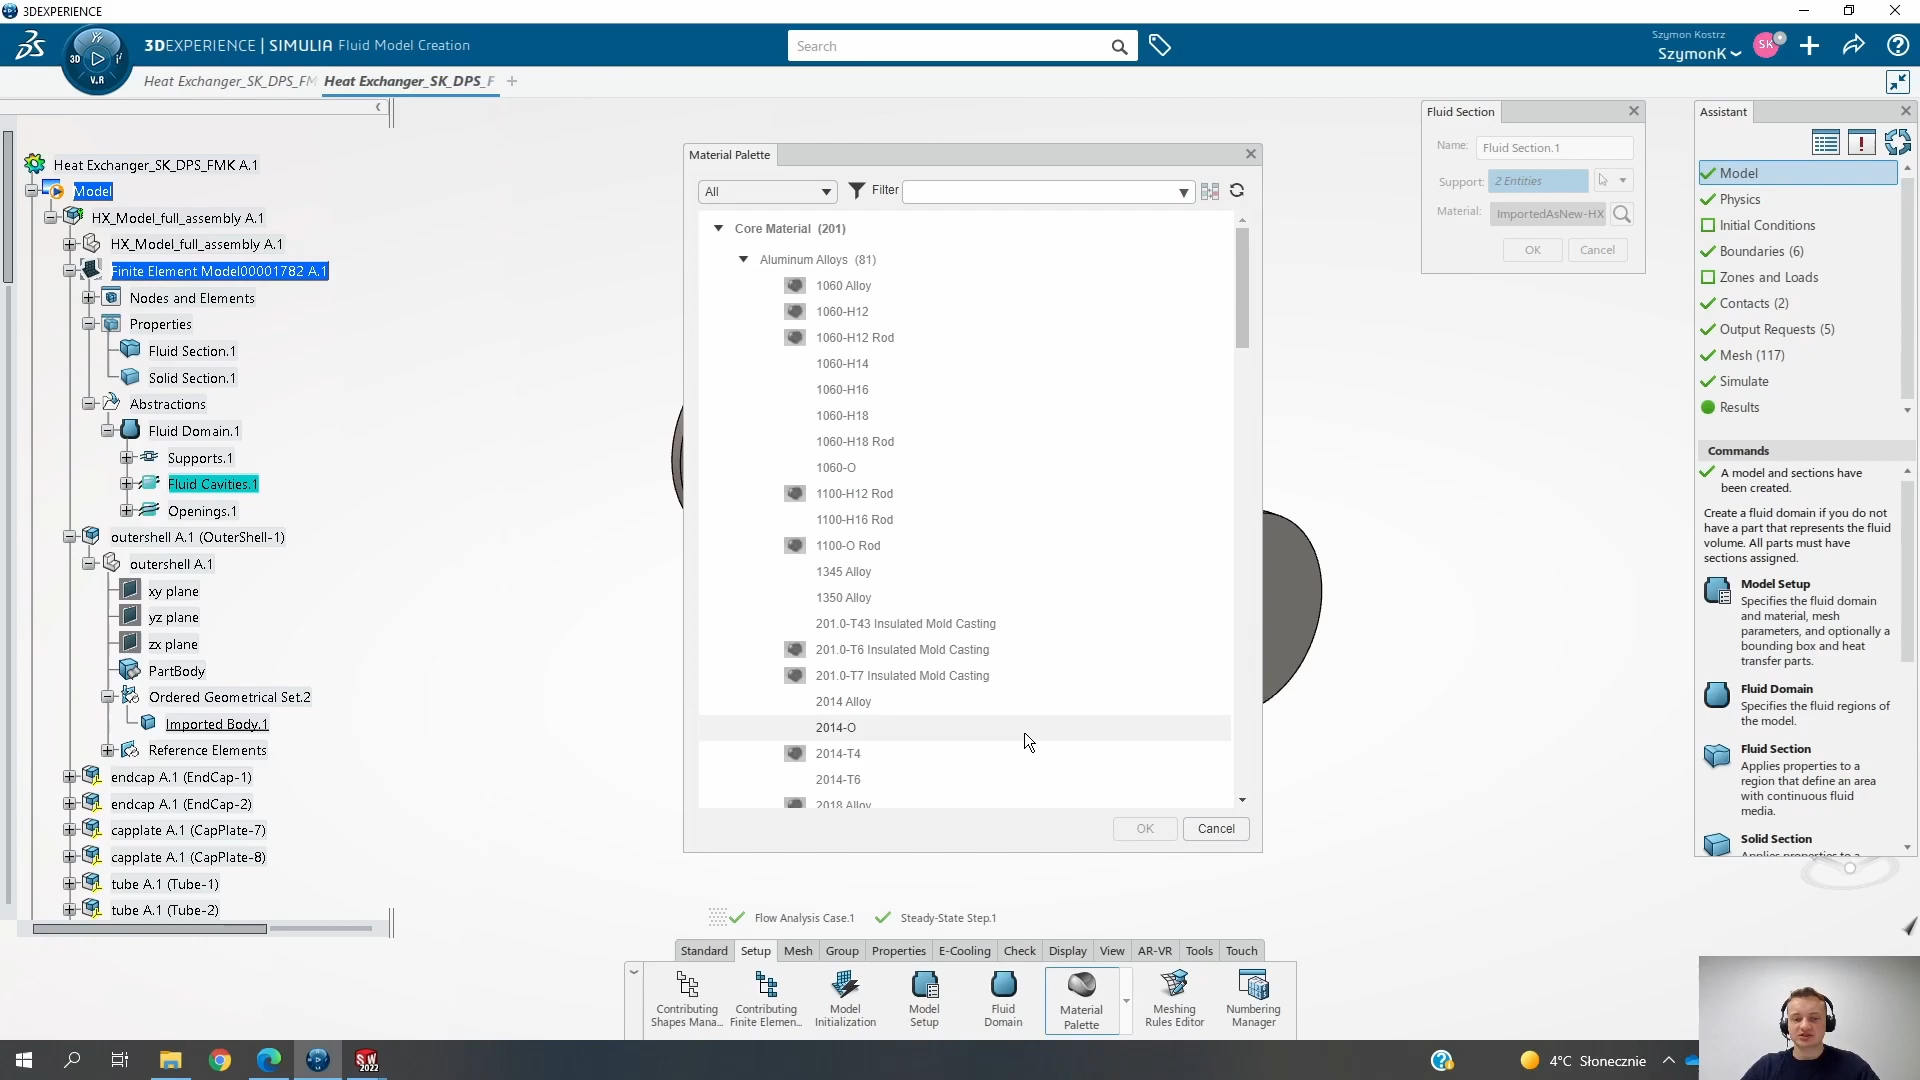 3DEXPERIENCE
3DEXPERIENCE | SIMULIA Fluid Model Creation
3D
V.R
Search
Szymon Kostrz
SzymonK
SK
Heat Exchanger_SK_DPS_FM
Heat Exchanger_SK_DPS_F
Heat Exchanger_SK_DPS_FMK A.1
Model
HX_Model_full_assembly A.1
HX_Model_full_assembly A.1
Finite Element Model00001782 A.1
Nodes and Elements
Properties
Fluid Section.1
Solid Section.1
Abstractions
Fluid Domain.1
Supports.1
Fluid Cavities.1
Openings.1
outershell A.1 (OuterShell-1)
outershell A.1
xy plane
yz plane
zx plane
PartBody
Ordered Geometrical Set.2
Imported Body.1
Reference Elements
endcap A.1 (EndCap-1)
endcap A.1 (EndCap-2)
capplate A.1 (CapPlate-7)
capplate A.1 (CapPlate-8)
tube A.1 (Tube-1)
tube A.1 (Tube-2)
Material Palette
All
Filter
Core Material (201)
Aluminum Alloys (81)
1060 Alloy
1060-H12
1060-H12 Rod
1060-H14
1060-H16
1060-H18
1060-H18 Rod
1060-O
1100-H12 Rod
1100-H16 Rod
1100-O Rod
1345 Alloy
1350 Alloy
201.0-T43 Insulated Mold Casting
201.0-T6 Insulated Mold Casting
201.0-T7 Insulated Mold Casting
2014 Alloy
2014-O
2014-T4
2014-T6
2018 Alloy
OK
Cancel
Fluid Section
Name: Fluid Section.1
Support: 2 Entities
Material: ImportedAsNew-HX
OK
Cancel
Assistant
Model
Physics
Initial Conditions
Boundaries (6)
Zones and Loads
Contacts (2)
Output Requests (5)
Mesh (117)
Simulate
Results
Commands
A model and sections have
been created.
Create a fluid domain if you do not
have a part that represents the fluid
volume. All parts must have
sections assigned.
Model Setup
Specifies the fluid domain
and material, mesh
parameters, and optionally a
bounding box and heat
transfer parts.
Fluid Domain
Specifies the fluid regions of
the model.
Fluid Section
Applies properties to a
region that define an area
with continuous fluid
media.
Solid Section
Applies properties to a
Flow Analysis Case.1
Steady-State Step.1
Standard
Setup
Mesh
Group
Properties
E-Cooling
Check
Display
View
AR-VR
Tools
Touch
Contributing
Shapes Mana...
Contributing
Finite Elemen...
Model
Initialization
Model
Setup
Fluid
Domain
Material
Palette
Meshing
Rules Editor
Numbering
Manager
SW
2022
4°C Słonecznie